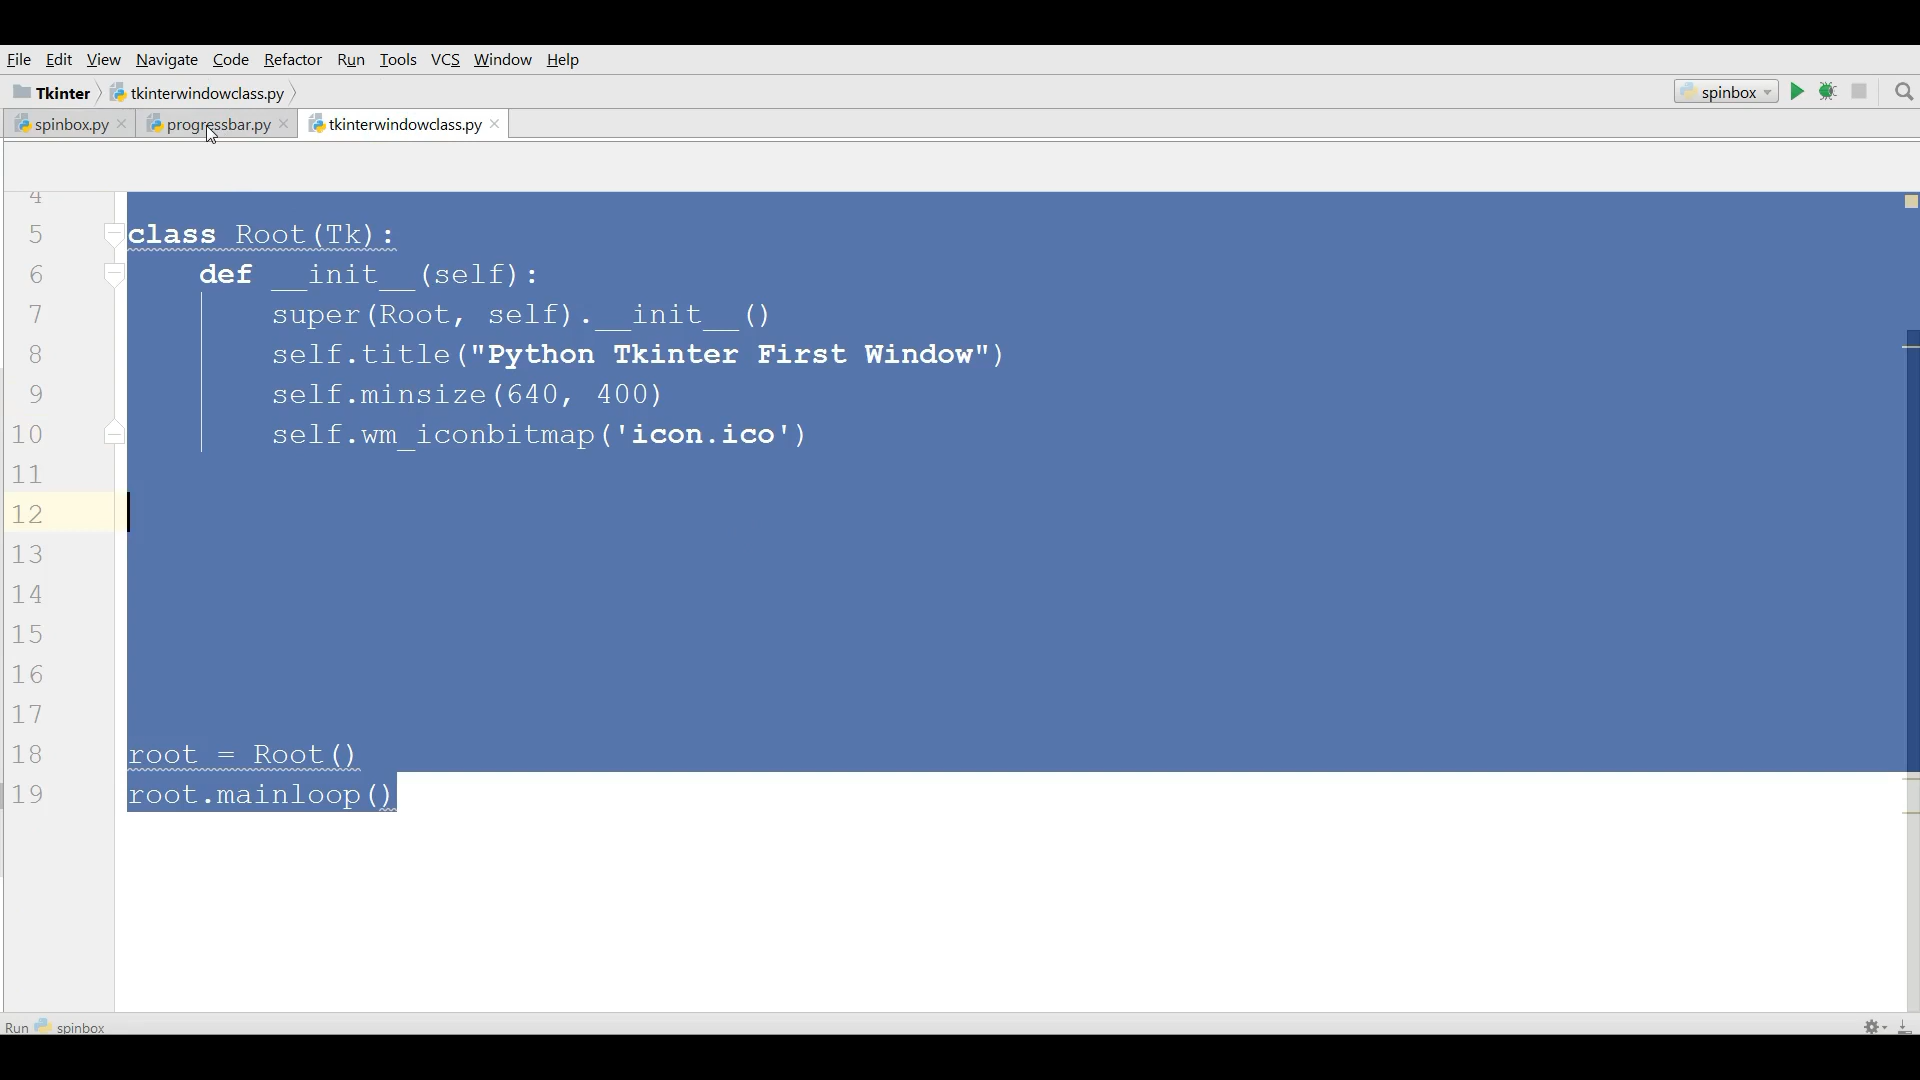 File Edit View Navigate Code Refactor Run Tools VCS Window Help
Tkinter tkinterwindowclass.py spinbox
spinbox.py progressbar.py tkinterwindowclass.py
4
5 class Root(Tk):
6 def __init__(self):
7 super(Root, self).__init__()
8 self.title("Python Tkinter First Window")
9 self.minsize(640, 400)
10 self.wm_iconbitmap('icon.ico')
11
12
13
14
15
16
17
18 root = Root()
19 root.mainloop()
Run spinbox